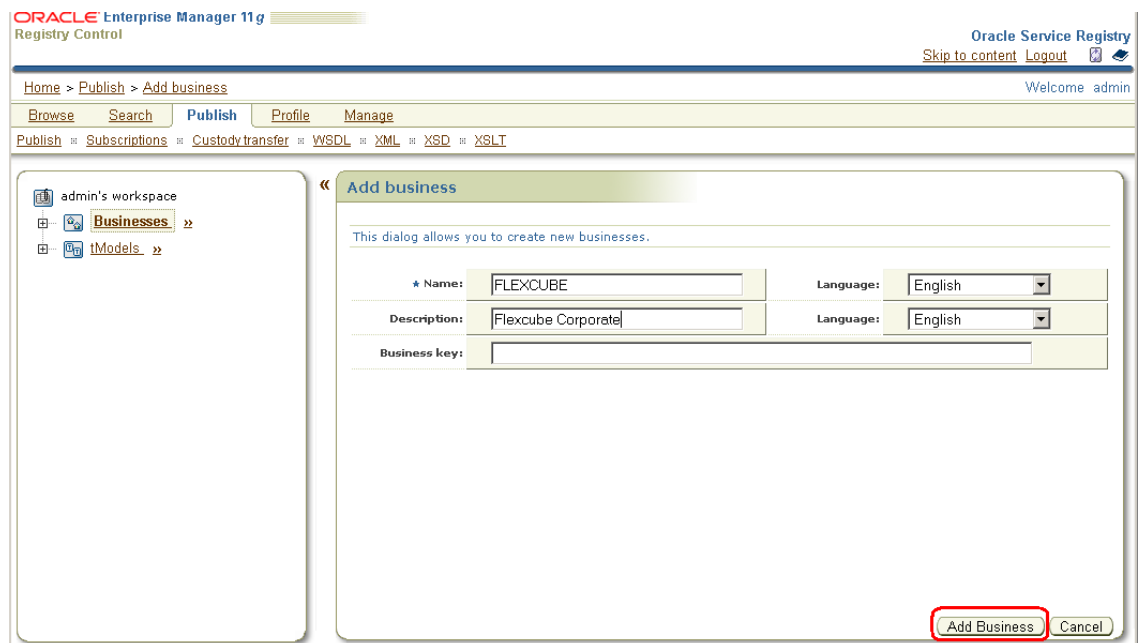 ORACLE Enterprise Manager 11g
Registry Control
Oracle Service Registry
Skip to content Logout
Home > Publish > Add business
Welcome admin
Browse Search Publish Profile Manage
Publish Subscriptions Custody transfer WSDL XML XSD XSLT
admin's workspace
Businesses »
tModels »
«
Add business
This dialog allows you to create new businesses.
* Name: FLEXCUBE Language: English
Description: Flexcube Corporate Language: English
Business key:
Add Business Cancel